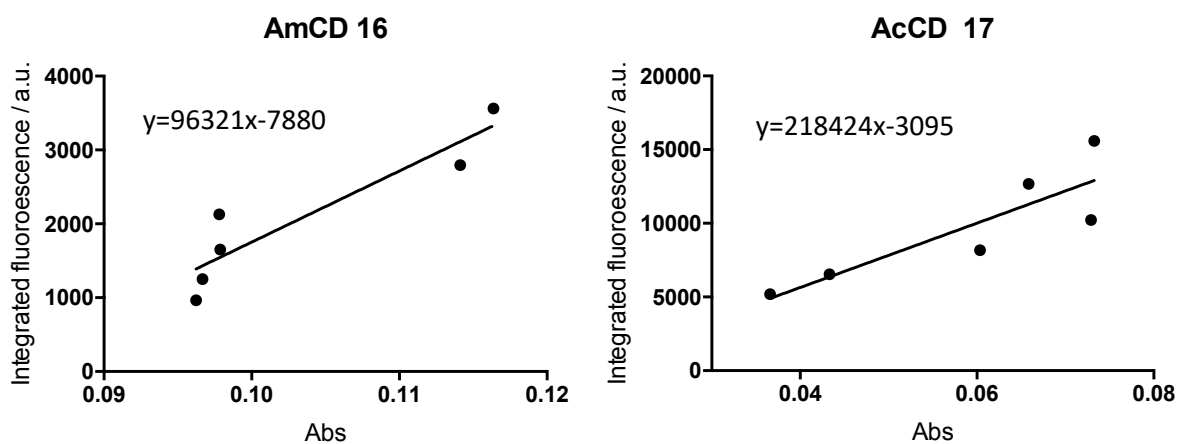 AmCD 16
Integrated fluoroescence / a.u.
4000
3000
2000
1000
0
y=96321x-7880
0.09 0.10 0.11 0.12
Abs
AcCD 17
Integrated fluoroescence / a.u.
20000
15000
10000
5000
0
y=218424x-3095
0.04 0.06 0.08
Abs